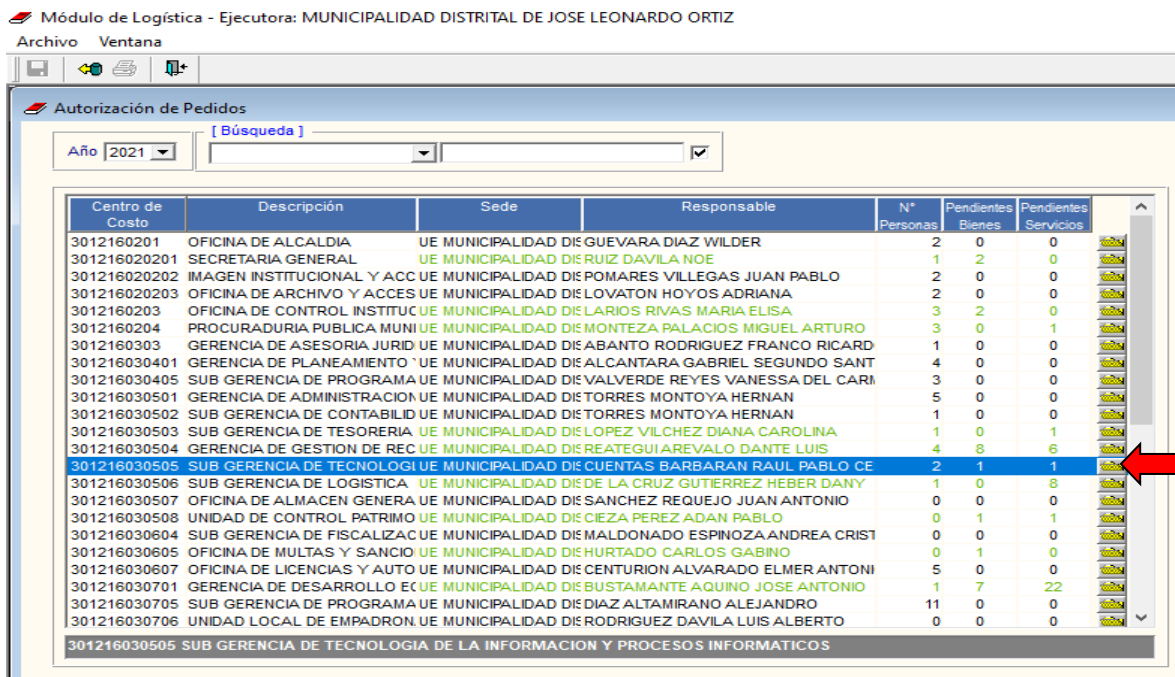 Módulo de Logística - Ejecutora: MUNICIPALIDAD DISTRITAL DE JOSE LEONARDO ORTIZ
Archivo Ventana
Autorización de Pedidos
[ Búsqueda ]
Año 2021
Centro de Costo Descripción Sede Responsable N° Personas Pendientes Bienes Pendientes Servicios
3012160201 OFICINA DE ALCALDIA UE MUNICIPALIDAD DIS GUEVARA DIAZ WILDER 2 0 0
301216020201 SECRETARIA GENERAL UE MUNICIPALIDAD DIS RUIZ DAVILA NOE 1 2 0
301216020202 IMAGEN INSTITUCIONAL Y ACC UE MUNICIPALIDAD DIS POMARES VILLEGAS JUAN PABLO 2 0 0
301216020203 OFICINA DE ARCHIVO Y ACCES UE MUNICIPALIDAD DIS LOVATON HOYOS ADRIANA 2 0 0
3012160203 OFICINA DE CONTROL INSTITUC UE MUNICIPALIDAD DIS LARIOS RIVAS MARIA ELISA 3 2 0
3012160204 PROCURADURIA PUBLICA MUNI UE MUNICIPALIDAD DIS MONTEZA PALACIOS MIGUEL ARTURO 3 0 1
3012160303 GERENCIA DE ASESORIA JURIDI UE MUNICIPALIDAD DIS ABANTO RODRIGUEZ FRANCO RICARD 1 0 0
301216030401 GERENCIA DE PLANEAMIENTO UE MUNICIPALIDAD DIS ALCANTARA GABRIEL SEGUNDO SANT 4 0 0
301216030405 SUB GERENCIA DE PROGRAMA UE MUNICIPALIDAD DIS VALVERDE REYES VANESSA DEL CARM 3 0 0
301216030501 GERENCIA DE ADMINISTRACION UE MUNICIPALIDAD DIS TORRES MONTOYA HERNAN 5 0 0
301216030502 SUB GERENCIA DE CONTABILID UE MUNICIPALIDAD DIS TORRES MONTOYA HERNAN 1 0 0
301216030503 SUB GERENCIA DE TESORERIA UE MUNICIPALIDAD DIS LOPEZ VILCHEZ DIANA CAROLINA 1 0 1
301216030504 GERENCIA DE GESTION DE REC UE MUNICIPALIDAD DIS REATEGUI AREVALO DANTE LUIS 4 8 6
301216030505 SUB GERENCIA DE TECNOLOGI UE MUNICIPALIDAD DIS CUENTAS BARBARAN RAUL PABLO CE 2 1 1
301216030506 SUB GERENCIA DE LOGISTICA UE MUNICIPALIDAD DIS DE LA CRUZ GUTIERREZ HEBER DANY 1 0 8
301216030507 OFICINA DE ALMACEN GENERA UE MUNICIPALIDAD DIS SANCHEZ REQUEJO JUAN ANTONIO 0 0 0
301216030508 UNIDAD DE CONTROL PATRIMO UE MUNICIPALIDAD DIS CIEZA PEREZ ADAN PABLO 0 1 1
301216030604 SUB GERENCIA DE FISCALIZAC UE MUNICIPALIDAD DIS MALDONADO ESPINOZA ANDREA CRIST 0 0 0
301216030605 OFICINA DE MULTAS Y SANCIO UE MUNICIPALIDAD DIS HURTADO CARLOS GABINO 0 1 0
301216030607 OFICINA DE LICENCIAS Y AUTO UE MUNICIPALIDAD DIS CENTURION ALVARADO ELMER ANTONI 5 0 0
301216030701 GERENCIA DE DESARROLLO EC UE MUNICIPALIDAD DIS BUSTAMANTE AQUINO JOSE ANTONIO 1 7 22
301216030705 SUB GERENCIA DE PROGRAMA UE MUNICIPALIDAD DIS DIAZ ALTAMIRANO ALEJANDRO 11 0 0
301216030706 UNIDAD LOCAL DE EMPADRON. UE MUNICIPALIDAD DIS RODRIGUEZ DAVILA LUIS ALBERTO 0 0 0
301216030505 SUB GERENCIA DE TECNOLOGIA DE LA INFORMACION Y PROCESOS INFORMATICOS